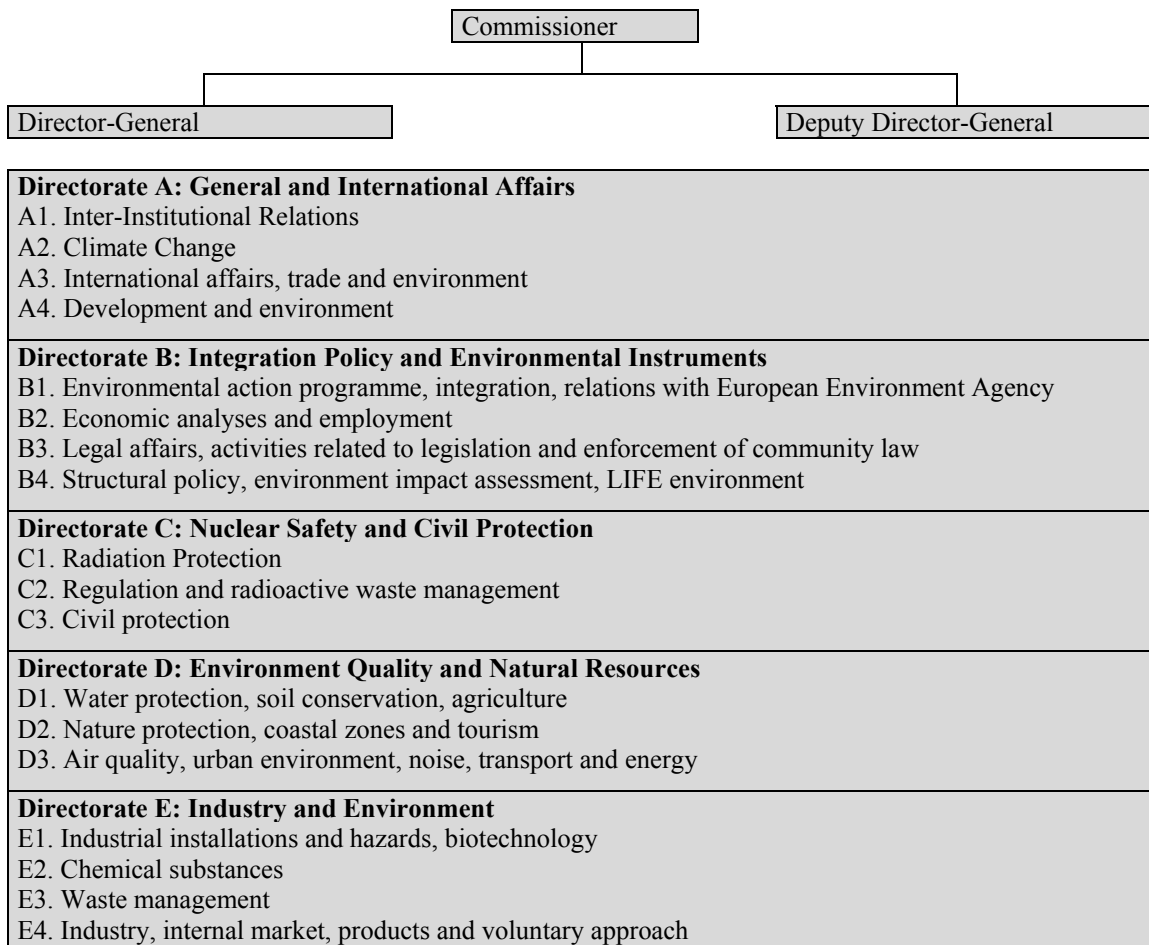 Commissioner
Director-General
Deputy Director-General
Directorate A: General and International Affairs
A1. Inter-Institutional Relations
A2. Climate Change
A3. International affairs, trade and environment
A4. Development and environment
Directorate B: Integration Policy and Environmental Instruments
B1. Environmental action programme, integration, relations with European Environment Agency
B2. Economic analyses and employment
B3. Legal affairs, activities related to legislation and enforcement of community law
B4. Structural policy, environment impact assessment, LIFE environment
Directorate C: Nuclear Safety and Civil Protection
C1. Radiation Protection
C2. Regulation and radioactive waste management
C3. Civil protection
Directorate D: Environment Quality and Natural Resources
D1. Water protection, soil conservation, agriculture
D2. Nature protection, coastal zones and tourism
D3. Air quality, urban environment, noise, transport and energy
Directorate E: Industry and Environment
E1. Industrial installations and hazards, biotechnology
E2. Chemical substances
E3. Waste management
E4. Industry, internal market, products and voluntary approach